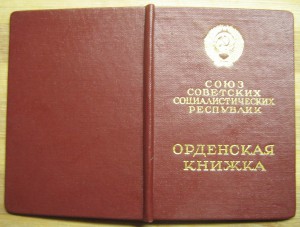 СОЮЗ
СОВЕТСКИХ
СОЦИАЛИСТИЧЕСКИХ
РЕСПУБЛИК
ОРДЕНСКАЯ
КНИЖКА